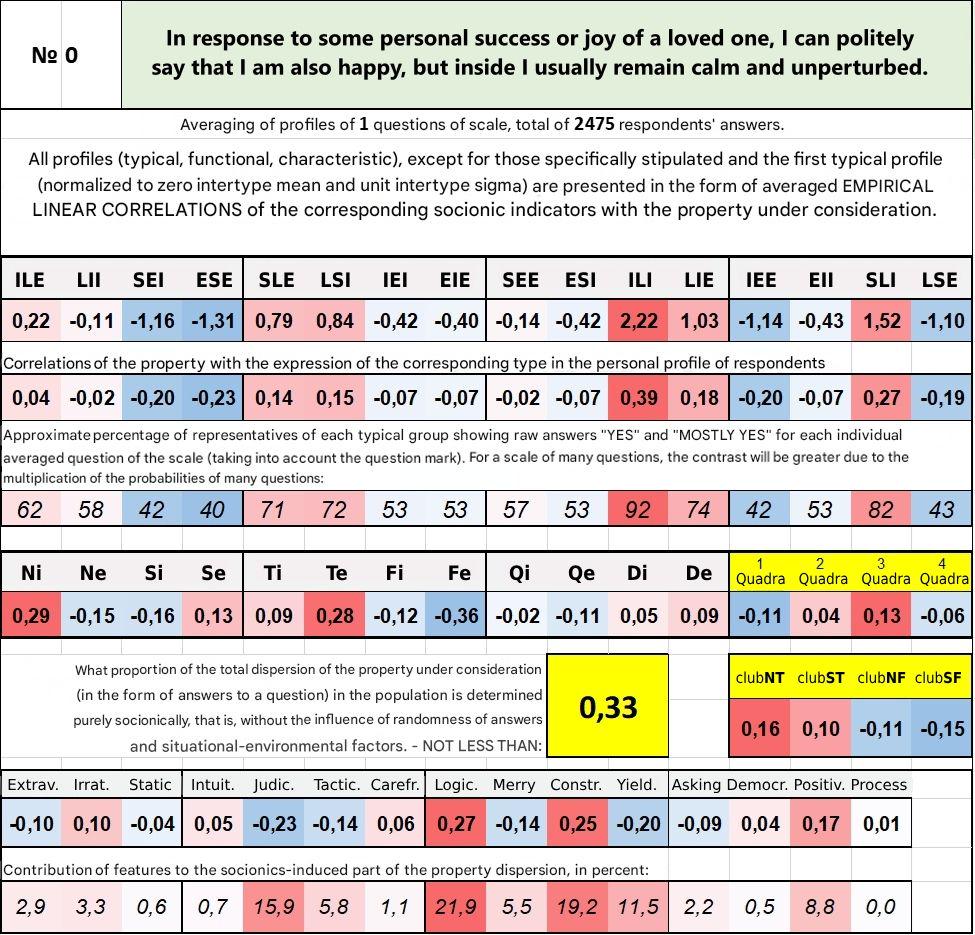 № 0
In response to some personal success or joy of a loved one, I can politely
say that I am also happy, but inside I usually remain calm and unperturbed.
Averaging of profiles of 1 questions of scale, total of 2475 respondents' answers.
All profiles (typical, functional, characteristic), except for those specifically stipulated and the first typical profile
(normalized to zero intertype mean and unit intertype sigma) are presented in the form of averaged EMPIRICAL
LINEAR CORRELATIONS of the corresponding socionic indicators with the property under consideration.
ILE LII SEI ESE SLE LSI IEI EIE SEE ESI ILI LIE IEE EII SLI LSE
0,22 -0,11 -1,16 -1,31 0,79 0,84 -0,42 -0,40 -0,14 -0,42 2,22 1,03 -1,14 -0,43 1,52 -1,10
Correlations of the property with the expression of the corresponding type in the personal profile of respondents
0,04 -0,02 -0,20 -0,23 0,14 0,15 -0,07 -0,07 -0,02 -0,07 0,39 0,18 -0,20 -0,07 0,27 -0,19
Approximate percentage of representatives of each typical group showing raw answers "YES" and "MOSTLY YES" for each individual
averaged question of the scale (taking into account the question mark). For a scale of many questions, the contrast will be greater due to the
multiplication of the probabilities of many questions:
62 58 42 40 71 72 53 53 57 53 92 74 42 53 82 43
Ni Ne Si Se Ti Te Fi Fe Qi Qe Di De 1 Quadra 2 Quadra 3 Quadra 4 Quadra
0,29 -0,15 -0,16 0,13 0,09 0,28 -0,12 -0,36 -0,02 -0,11 0,05 0,09 -0,11 0,04 0,13 -0,06
What proportion of the total dispersion of the property under consideration
(in the form of answers to a question) in the population is determined
purely socionically, that is, without the influence of randomness of answers
and situational-environmental factors. - NOT LESS THAN:
0,33
clubNT clubST clubNF clubSF
0,16 0,10 -0,11 -0,15
Extrav. Irrat. Static Intuit. Judic. Tactic. Carefr. Logic. Merry Constr. Yield. Asking Democr. Positiv. Process
-0,10 0,10 -0,04 0,05 -0,23 -0,14 0,06 0,27 -0,14 0,25 -0,20 -0,09 0,04 0,17 0,01
Contribution of features to the socionics-induced part of the property dispersion, in percent:
2,9 3,3 0,6 0,7 15,9 5,8 1,1 21,9 5,5 19,2 11,5 2,2 0,5 8,8 0,0